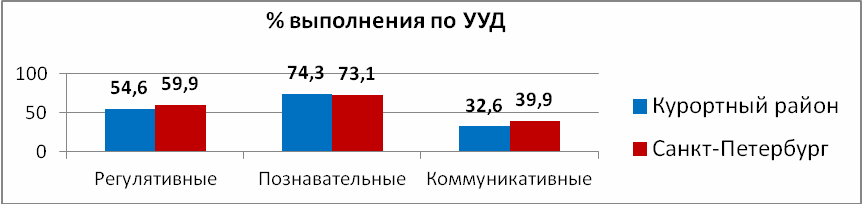 % выполнения по УУД
100
50
0
54,6
59,9
74,3
73,1
32,6
39,9
Регулятивные
Познавательные
Коммуникативные
Курортный район
Санкт-Петербург